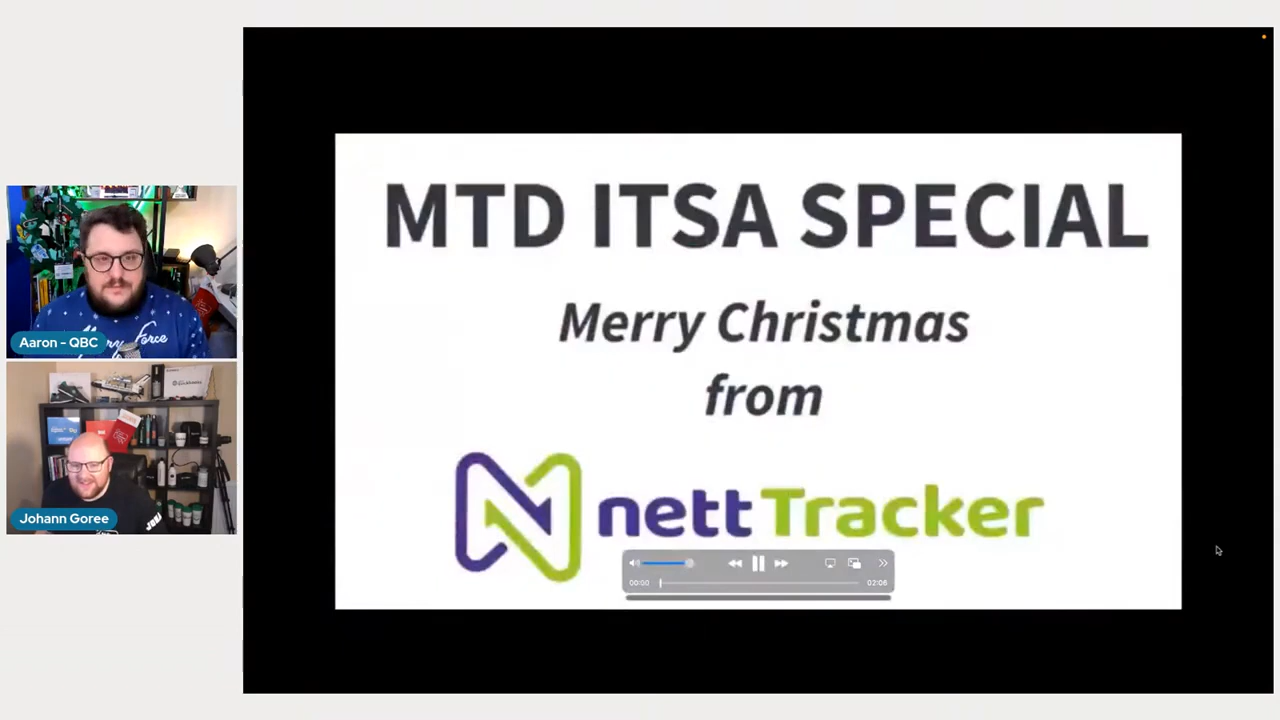 MTD ITSA SPECIAL
Merry Christmas
from
nettTracker
00:00
02:06
Aaron - QBC
Johann Goree